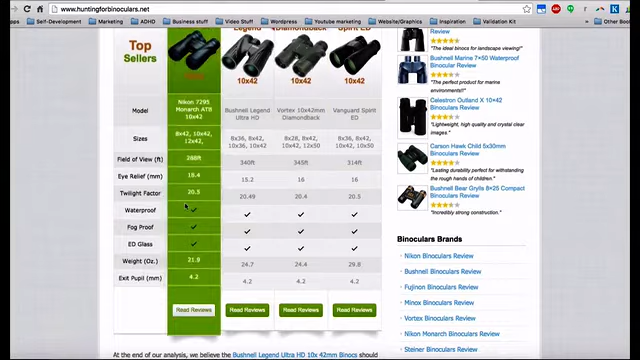 www.huntingforbinoculars.net
Self-Development Marketing ADHD Business stuff Video Stuff Wordpress Youtube marketing Website/Graphics Inspiration Validation Kit Other Boo
Top
Sellers
Legend Diamondback Spirit ED
10x42 10x42 10x42
Model Nikon 7295 Monarch ATB 10x42 Bushnell Legend Ultra HD Vortex 10x42mm Diamondback Vanguard Spirit ED
Sizes 8x42, 10x42, 12x42, 8x36, 8x42, 10x36, 10x42 8x28, 8x42, 10x42, 12x50 8x36, 8x42, 10x42
Field of View (ft) 288ft 340ft 345ft 314ft
Eye Relief (mm) 18.4 15.2 16 16
Twilight Factor 20.5 20.49 20.4 20.5
Waterproof ✓ ✓ ✓ ✓
Fog Proof ✓ ✓ ✓ ✓
ED Glass ✓ ✓ ✓ ✓
Weight (Oz.) 21.9 24.7 24.4 29.8
Exit Pupil (mm) 4.2 4.2 4.2 4.2
Read Reviews Read Reviews Read Reviews Read Reviews
At the end of our analysis, we believe the Bushnell Legend Ultra HD 10x 42mm Binocs should
Review
"The ideal binocs for landscape viewing!"
Bushnell Marine 7×50 Waterproof
Binocular Review
"The perfect product for marine
environments!"
Celestron Outland X 10×42
"Lightweight, high quality and crystal clear
images."
Carson Hawk Child 5x30mm
Binoculars Review
"Lasting durability perfect for withstanding
the rough hands of children."
Bushnell Bear Grylls 8×25 Compact
Binoculars Review
"Incredibly strong construction."
Binoculars Brands
Nikon Binoculars Review
Bushnell Binoculars Review
Fujinon Binoculars Review
Minox Binoculars Review
Vortex Binoculars Review
Nikon Monarch Binoculars Review
Steiner Binoculars Review